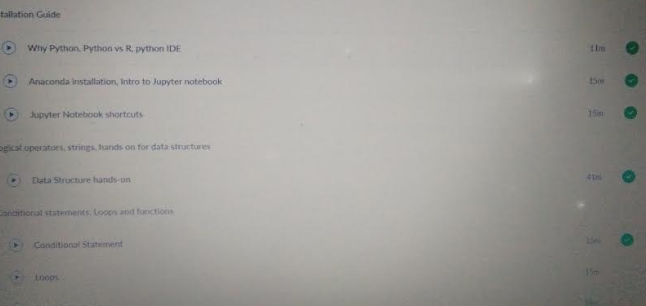 tallation Guide
Why Python, Python vs R, python IDE 11m
Anaconda installation, Intro to Jupyter notebook 15m
Jupyter Notebook shortcuts 15m
ogical operators, strings, hands on for data structures
Data Structure hands-on 41m
Conditional statements, Loops and functions
Conditional Statement 15m
Loops 15m